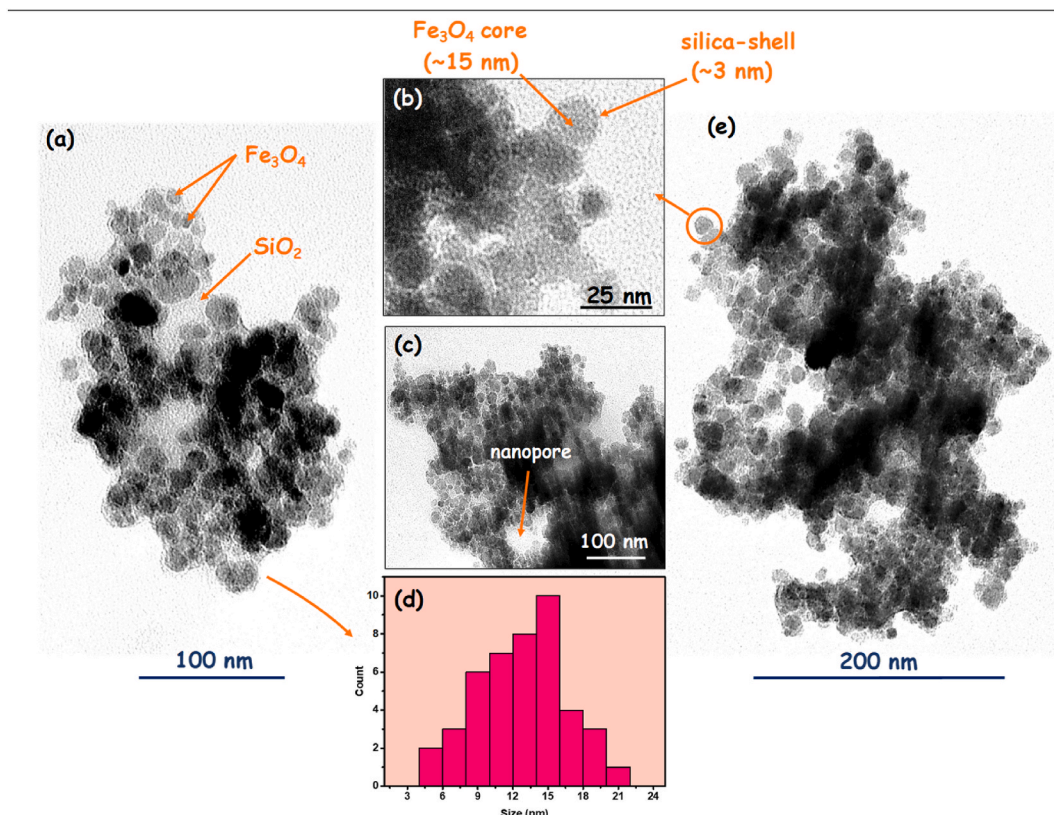 Fe₃O₄ core
(~15 nm)
silica-shell
(~3 nm)
(a)
Fe₃O₄
SiO₂
100 nm
(b)
25 nm
(c)
nanopore
100 nm
(d)
10
8
6
4
2
0
Count
3 6 9 12 15 18 21 24
Size (nm)
(e)
200 nm